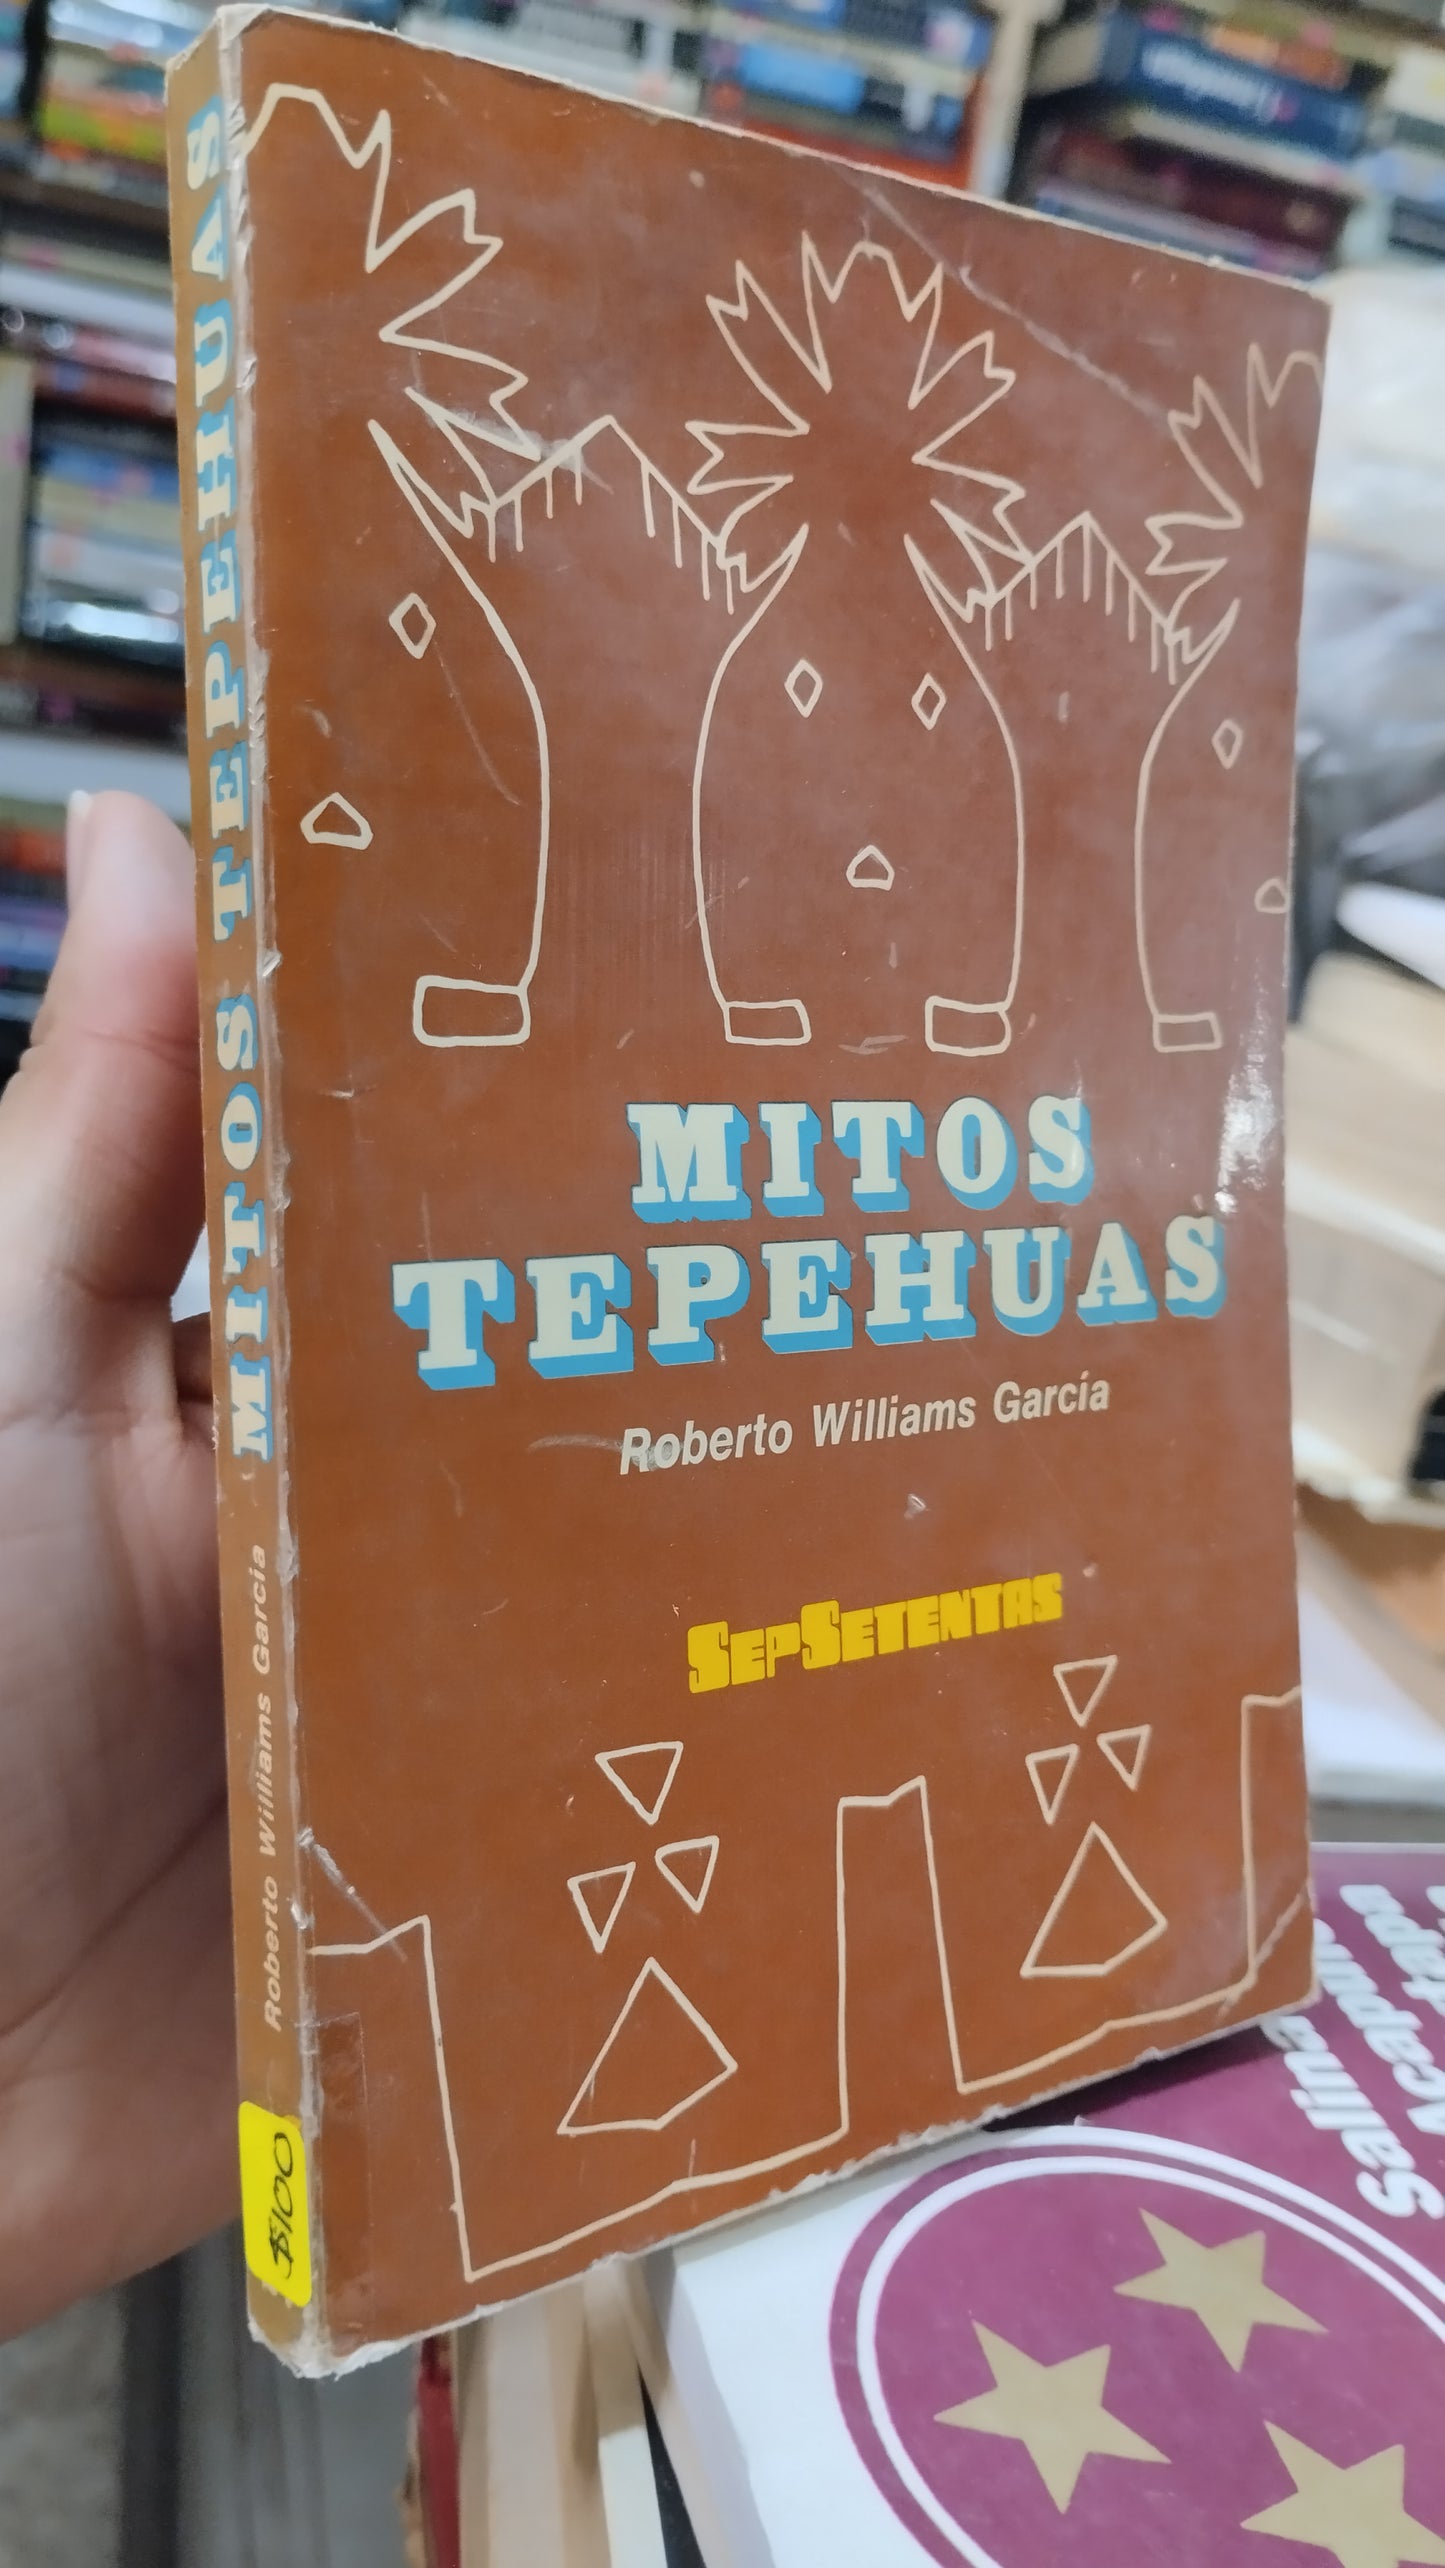 MITOS TEPEHUAS
Roberto Williams García
$100
MITOS
TEPEHUAS
Roberto Williams García
SEPSETENTAS